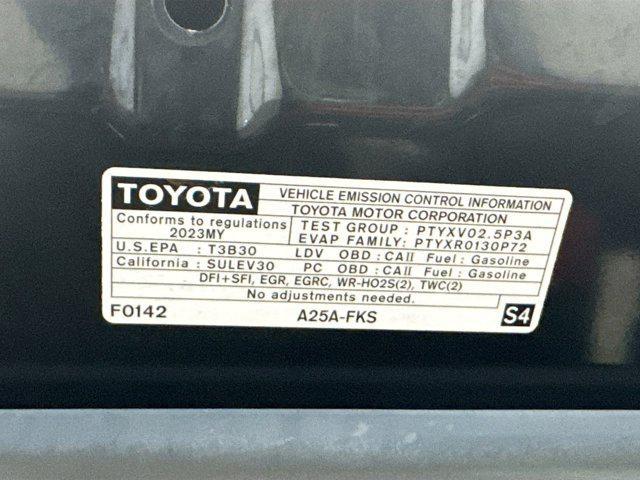 TOYOTA VEHICLE EMISSION CONTROL INFORMATION
TOYOTA MOTOR CORPORATION
Conforms to regulations TEST GROUP : PTYXV02.5P3A
2023MY EVAP FAMILY: PTYXR0130P72
U.S.EPA : T3B30 LDV OBD : CAII Fuel : Gasoline
California : SULEV30 PC OBD : CAII Fuel : Gasoline
DFI+SFI, EGR, EGRC, WR-HO2S(2), TWC(2)
No adjustments needed.
F0142 A25A-FKS S4